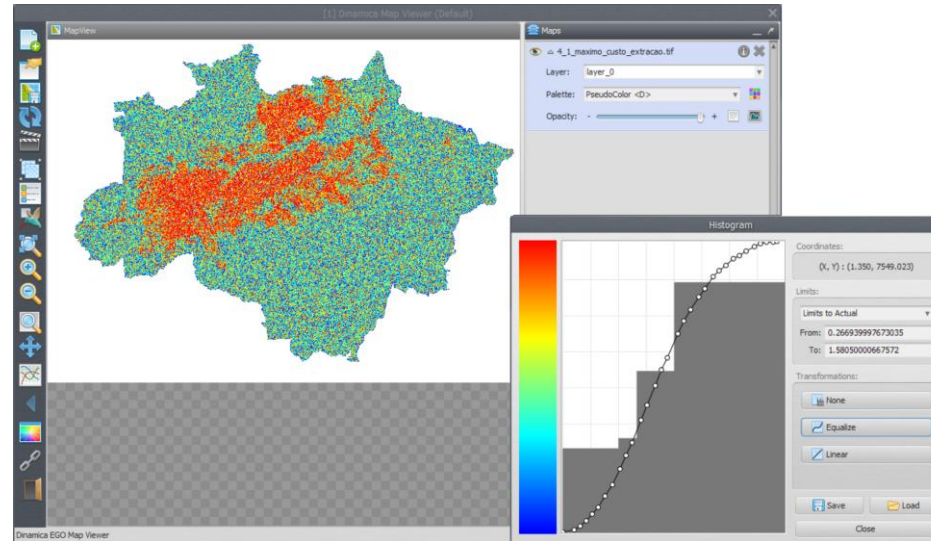 [1] Dinamica Map Viewer (Default)
MapView
Maps
4_1_maximo_custo_extracao.tif
Layer: layer_0
Palette: PseudoColor <D>
Opacity: - +
Histogram
Coordinates:
(X, Y) : (1.350, 7549.023)
Limits:
Limits to Actual
From: 0.266939997673035
To: 1.58050000667572
Transformations:
None
Equalize
Linear
Save Load
Close
Dinamica EGO Map Viewer